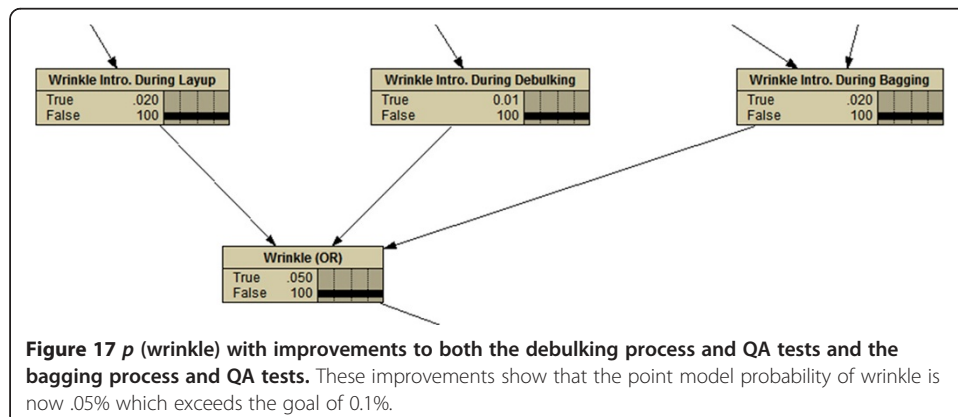 Wrinkle Intro. During Layup
True .020
False 100
Wrinkle Intro. During Debulking
True 0.01
False 100
Wrinkle Intro. During Bagging
True .020
False 100
Wrinkle (OR)
True .050
False 100
Figure 17 p (wrinkle) with improvements to both the debulking process and QA tests and the
bagging process and QA tests. These improvements show that the point model probability of wrinkle is
now .05% which exceeds the goal of 0.1%.